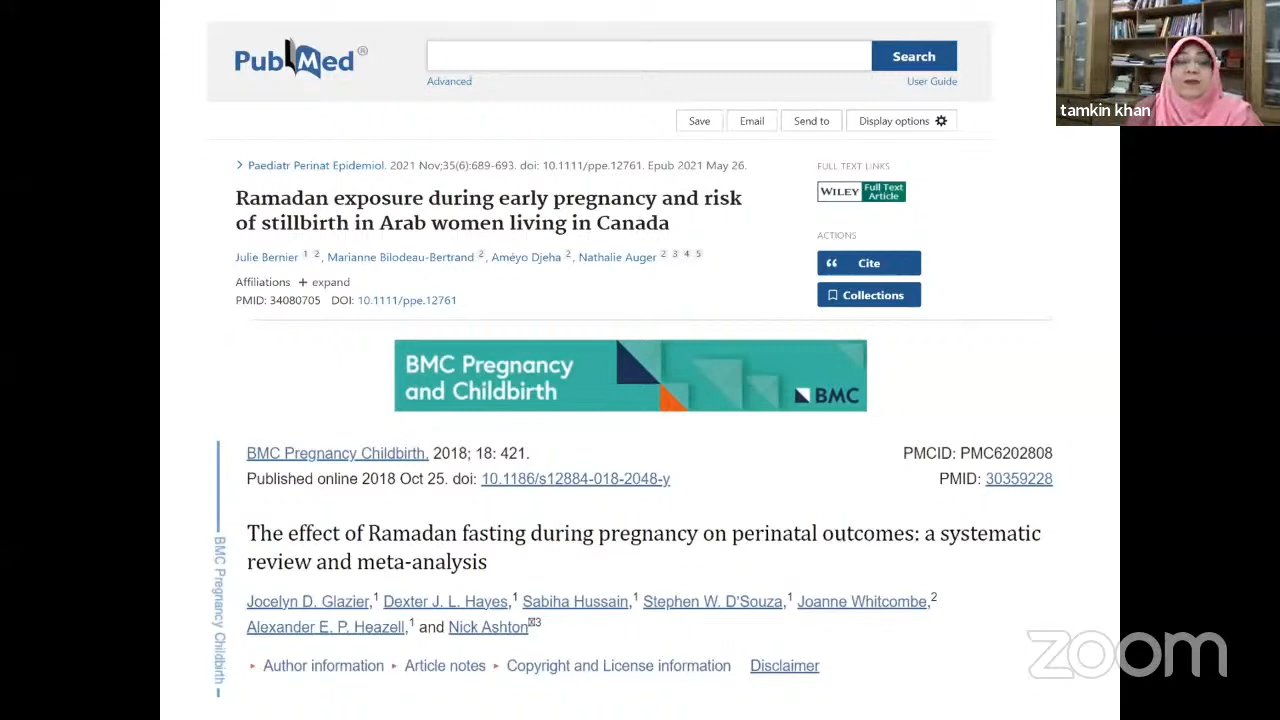 PubMed®
Search
Advanced
User Guide
Save
Email
Send to
Display options
tamkin khan
Paediatr Perinat Epidemiol. 2021 Nov;35(6):689-693. doi: 10.1111/ppe.12761. Epub 2021 May 26.
Ramadan exposure during early pregnancy and risk
of stillbirth in Arab women living in Canada
Julie Bernier 1 2, Marianne Bilodeau-Bertrand 2, Améyo Djeha 2, Nathalie Auger 2 3 4 5
Affiliations + expand
PMID: 34080705 DOI: 10.1111/ppe.12761
FULL TEXT LINKS
WILEY Full Text
Article
ACTIONS
Cite
Collections
BMC Pregnancy
and Childbirth
BMC
BMC Pregnancy Childbirth. 2018; 18: 421.
PMCID: PMC6202808
Published online 2018 Oct 25. doi: 10.1186/s12884-018-2048-y
PMID: 30359228
The effect of Ramadan fasting during pregnancy on perinatal outcomes: a systematic
review and meta-analysis
Jocelyn D. Glazier,1 Dexter J. L. Hayes,1 Sabiha Hussain,1 Stephen W. D'Souza,1 Joanne Whitcombe,2
Alexander E. P. Heazell,1 and Nick Ashton✉3
Author information Article notes Copyright and License information Disclaimer
BMC Pregnancy Childbirth
zoom